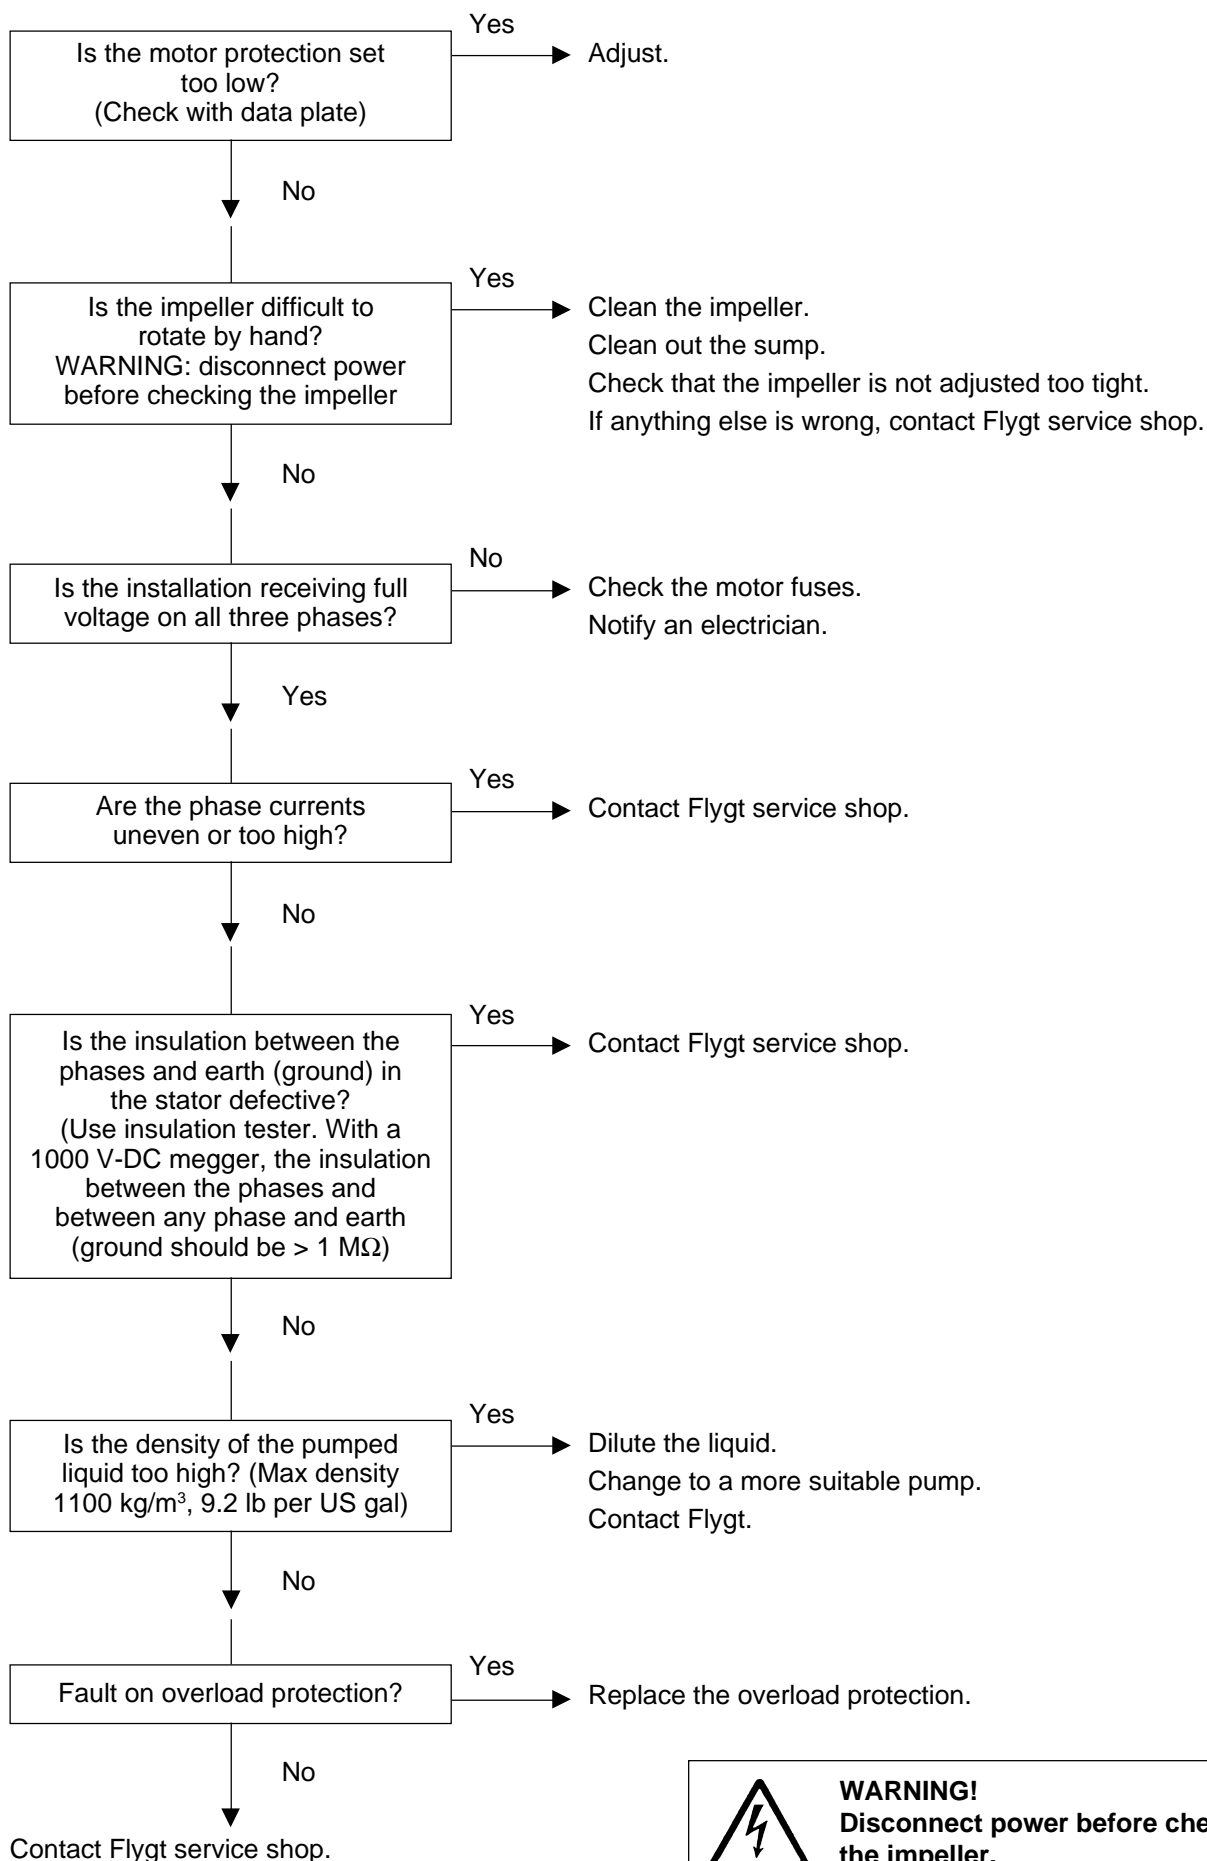 Is the motor protection set
too low?
(Check with data plate)
Yes
Adjust.
No
Is the impeller difficult to
rotate by hand?
WARNING: disconnect power
before checking the impeller
Yes
Clean the impeller.
Clean out the sump.
Check that the impeller is not adjusted too tight.
If anything else is wrong, contact Flygt service shop.
No
Is the installation receiving full
voltage on all three phases?
No
Check the motor fuses.
Notify an electrician.
Yes
Are the phase currents
uneven or too high?
Yes
Contact Flygt service shop.
No
Is the insulation between the
phases and earth (ground) in
the stator defective?
(Use insulation tester. With a
1000 V-DC megger, the insulation
between the phases and
between any phase and earth
(ground should be > 1 MΩ)
Yes
Contact Flygt service shop.
No
Is the density of the pumped
liquid too high? (Max density
1100 kg/m³, 9.2 lb per US gal)
Yes
Dilute the liquid.
Change to a more suitable pump.
Contact Flygt.
No
Fault on overload protection?
Yes
Replace the overload protection.
No
Contact Flygt service shop.
WARNING!
Disconnect power before che
the impeller.